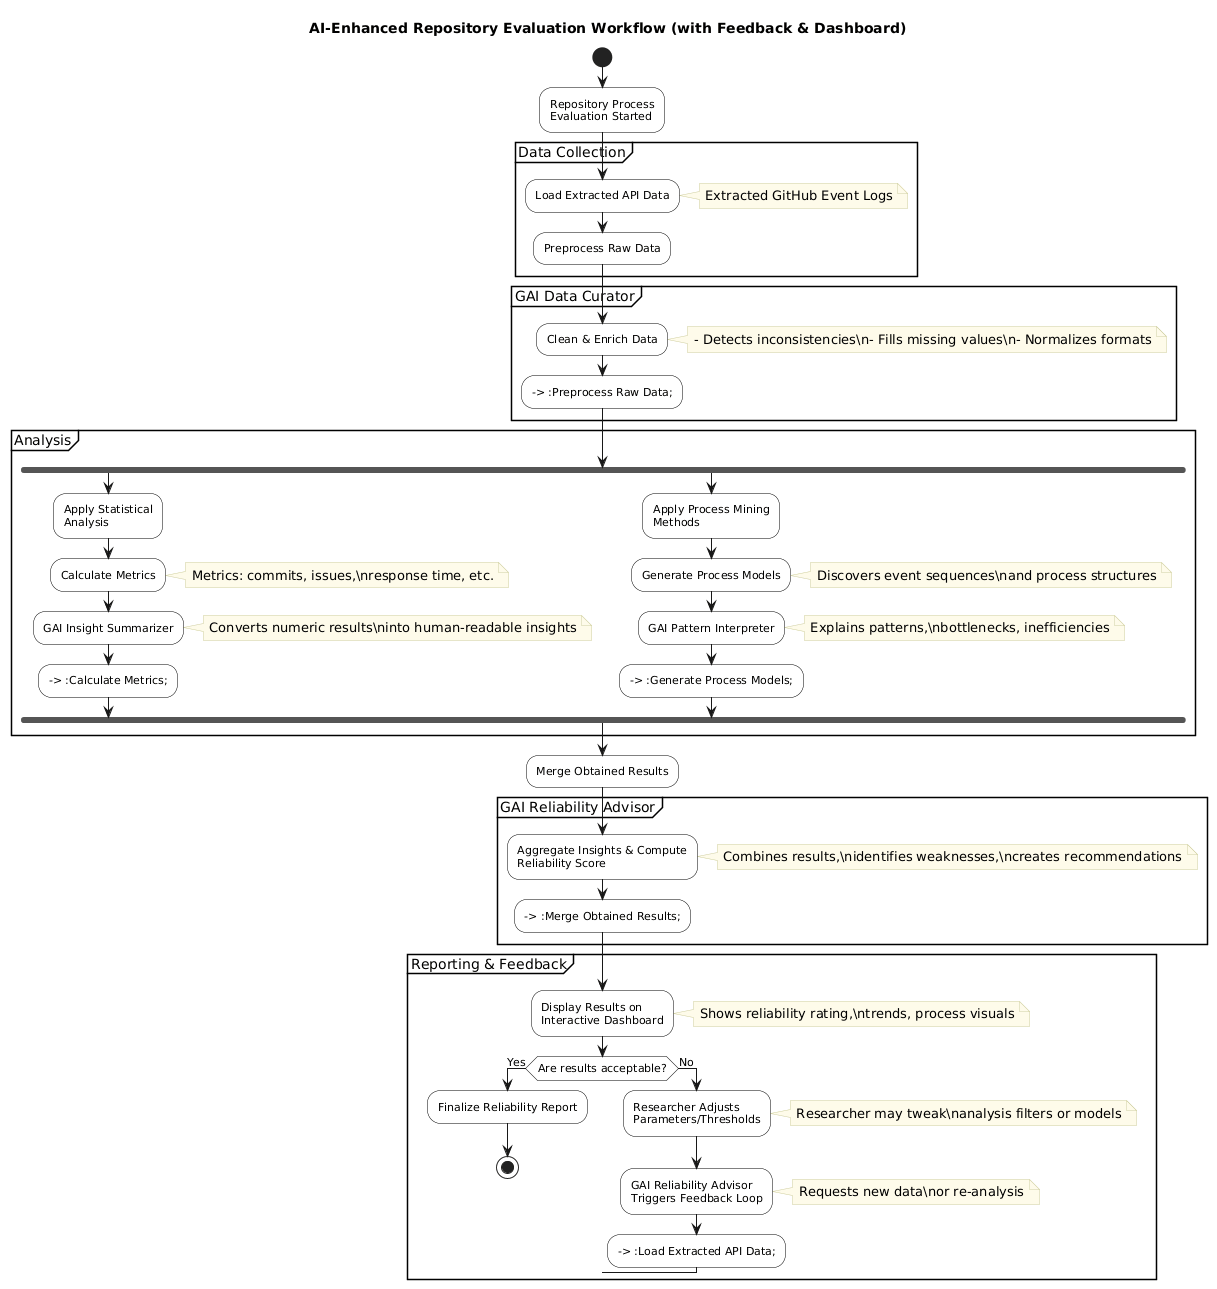 AI-Enhanced Repository Evaluation Workflow (with Feedback & Dashboard)
Repository Process
Evaluation Started
Data Collection
Load Extracted API Data
Extracted GitHub Event Logs
Preprocess Raw Data
GAI Data Curator
Clean & Enrich Data
- Detects inconsistencies\n- Fills missing values\n- Normalizes formats
-> :Preprocess Raw Data;
Analysis
Apply Statistical
Analysis
Calculate Metrics
Metrics: commits, issues,\nresponse time, etc.
GAI Insight Summarizer
Converts numeric results\ninto human-readable insights
-> :Calculate Metrics;
Apply Process Mining
Methods
Generate Process Models
Discovers event sequences\nand process structures
GAI Pattern Interpreter
Explains patterns,\nbottlenecks, inefficiencies
-> :Generate Process Models;
Merge Obtained Results
GAI Reliability Advisor
Aggregate Insights & Compute
Reliability Score
Combines results,\nidentifies weaknesses,\ncreates recommendations
-> :Merge Obtained Results;
Reporting & Feedback
Display Results on
Interactive Dashboard
Shows reliability rating,\ntrends, process visuals
Are results acceptable?
Yes
No
Finalize Reliability Report
Researcher Adjusts
Parameters/Thresholds
Researcher may tweak\nanalysis filters or models
GAI Reliability Advisor
Triggers Feedback Loop
Requests new data\nor re-analysis
-> :Load Extracted API Data;